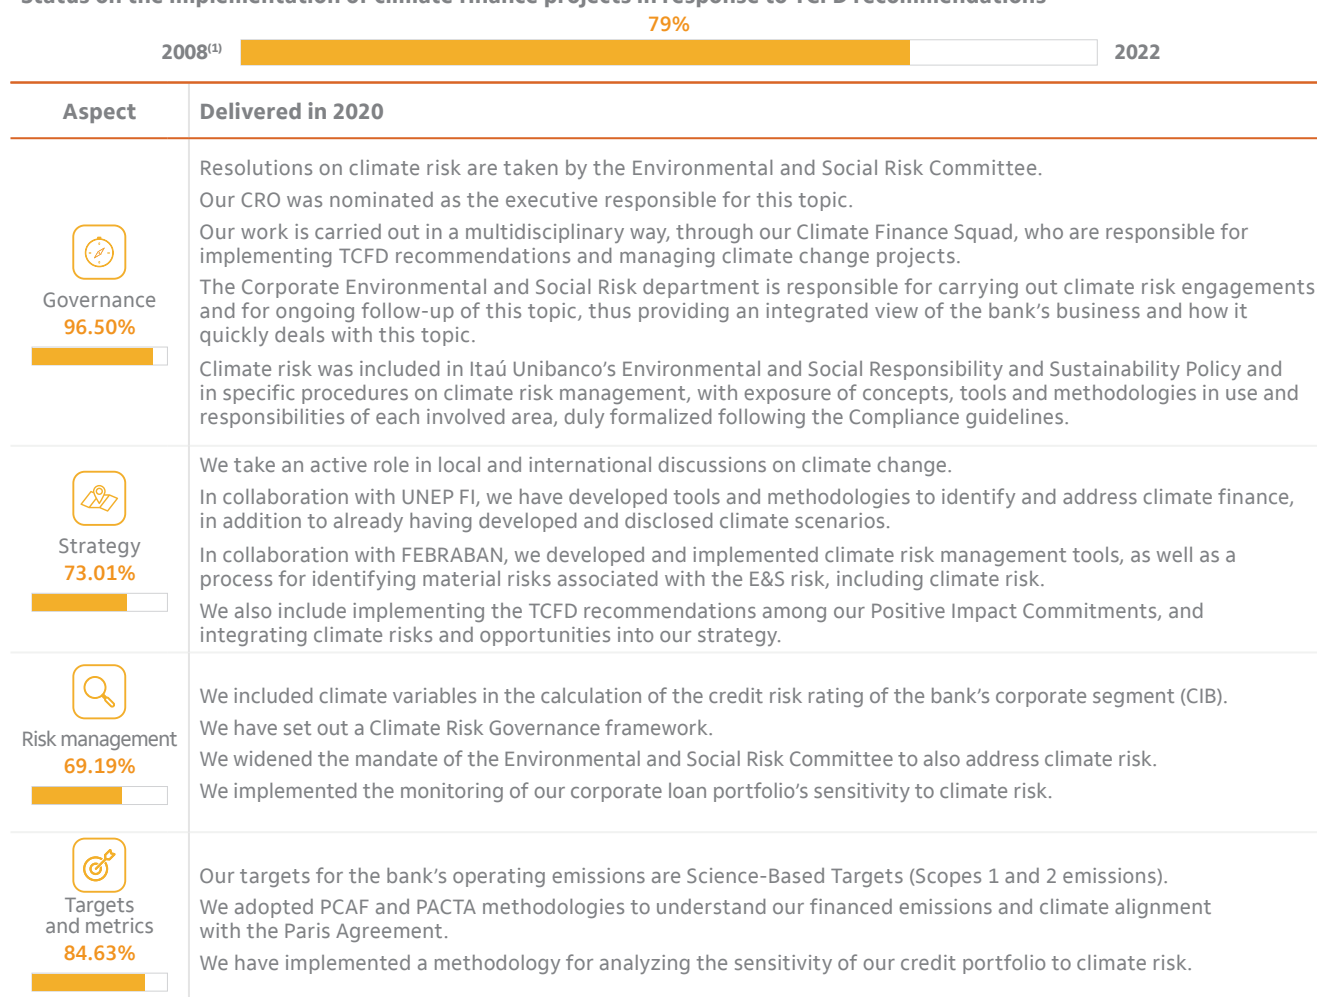 Status on the implementation of climate finance projects in response to TCFD recommendations
79%
2008(1)
2022
Aspect
Delivered in 2020
Governance
96.50%
Resolutions on climate risk are taken by the Environmental and Social Risk Committee.
Our CRO was nominated as the executive responsible for this topic.
Our work is carried out in a multidisciplinary way, through our Climate Finance Squad, who are responsible for
implementing TCFD recommendations and managing climate change projects.
The Corporate Environmental and Social Risk department is responsible for carrying out climate risk engagements
and for ongoing follow-up of this topic, thus providing an integrated view of the bank's business and how it
quickly deals with this topic.
Climate risk was included in Itaú Unibanco's Environmental and Social Responsibility and Sustainability Policy and
in specific procedures on climate risk management, with exposure of concepts, tools and methodologies in use and
responsibilities of each involved area, duly formalized following the Compliance guidelines.
Strategy
73.01%
We take an active role in local and international discussions on climate change.
In collaboration with UNEP FI, we have developed tools and methodologies to identify and address climate finance,
in addition to already having developed and disclosed climate scenarios.
In collaboration with FEBRABAN, we developed and implemented climate risk management tools, as well as a
process for identifying material risks associated with the E&S risk, including climate risk.
We also include implementing the TCFD recommendations among our Positive Impact Commitments, and
integrating climate risks and opportunities into our strategy.
Risk management
69.19%
We included climate variables in the calculation of the credit risk rating of the bank's corporate segment (CIB).
We have set out a Climate Risk Governance framework.
We widened the mandate of the Environmental and Social Risk Committee to also address climate risk.
We implemented the monitoring of our corporate loan portfolio's sensitivity to climate risk.
Targets
and metrics
84.63%
Our targets for the bank's operating emissions are Science-Based Targets (Scopes 1 and 2 emissions).
We adopted PCAF and PACTA methodologies to understand our financed emissions and climate alignment
with the Paris Agreement.
We have implemented a methodology for analyzing the sensitivity of our credit portfolio to climate risk.